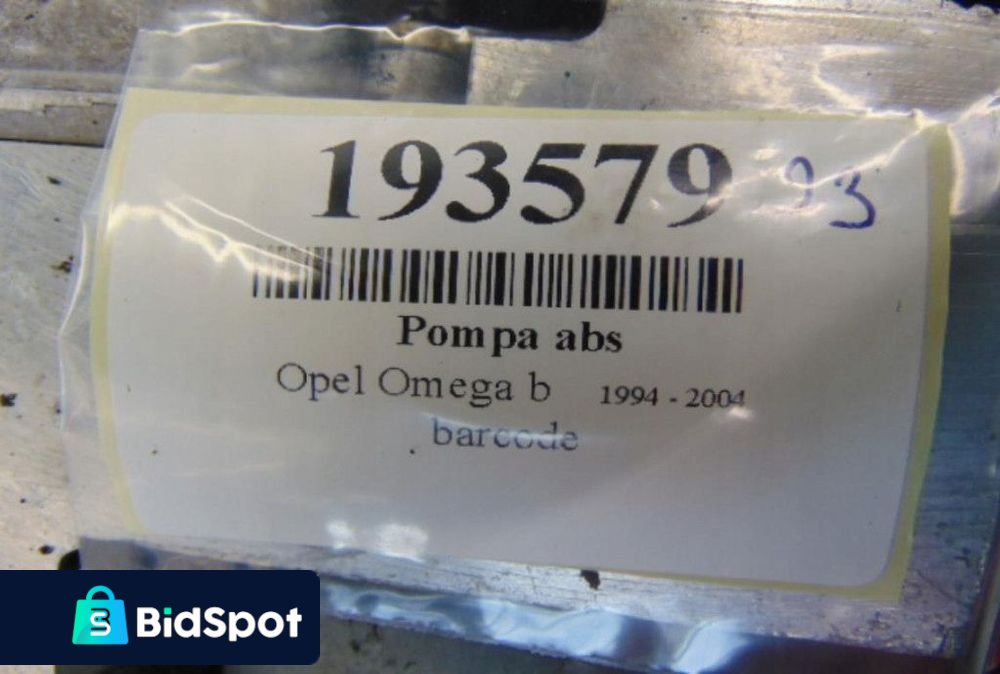 193579 93
Pompa abs
Opel Omega b 1994 - 2004
barcode
BidSpot